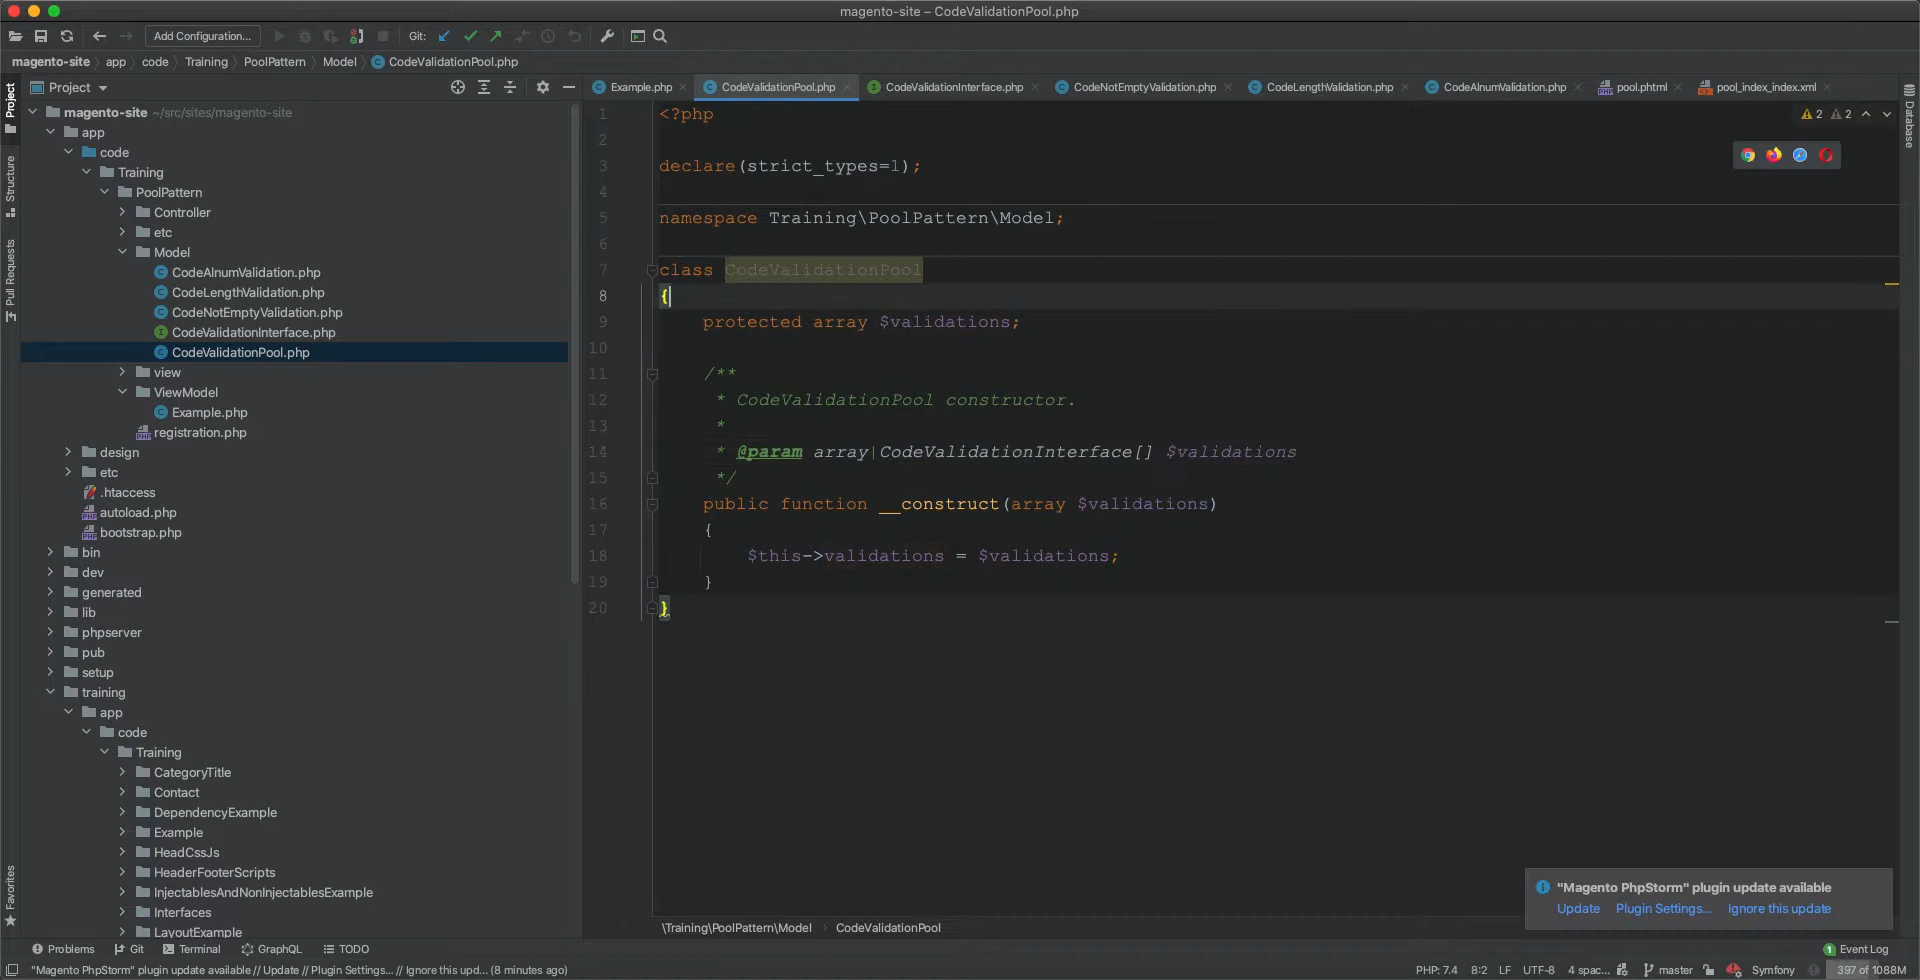 magento-site – CodeValidationPool.php
Add Configuration... Git:
magento-site app code Training PoolPattern Model CodeValidationPool.php
Project
Example.php CodeValidationPool.php CodeValidationInterface.php CodeNotEmptyValidation.php CodeLengthValidation.php CodeAlnumValidation.php pool.phtml pool_index_index.xml
Project
Structure
Pull Requests
Favorites
Database
magento-site ~/src/sites/magento-site
app
code
Training
PoolPattern
Controller
etc
Model
CodeAlnumValidation.php
CodeLengthValidation.php
CodeNotEmptyValidation.php
CodeValidationInterface.php
CodeValidationPool.php
view
ViewModel
Example.php
registration.php
design
etc
.htaccess
autoload.php
bootstrap.php
bin
dev
generated
lib
phpserver
pub
setup
training
app
code
Training
CategoryTitle
Contact
DependencyExample
Example
HeadCssJs
HeaderFooterScripts
InjectablesAndNonInjectablesExample
Interfaces
LayoutExample
2 2
1 <?php
2
3 declare(strict_types=1);
4
5 namespace Training\PoolPattern\Model;
6
7 class CodeValidationPool
8 {
9 protected array $validations;
10
11 /**
12 * CodeValidationPool constructor.
13 *
14 * @param array|CodeValidationInterface[] $validations
15 */
16 public function __construct(array $validations)
17 {
18 $this->validations = $validations;
19 }
20 }
"Magento PhpStorm" plugin update available
Update Plugin Settings... Ignore this update
\Training\PoolPattern\Model CodeValidationPool
Problems Git Terminal GraphQL TODO 1 Event Log
"Magento PhpStorm" plugin update available // Update // Plugin Settings... // Ignore this upd... (8 minutes ago) PHP: 7.4 8:2 LF UTF-8 4 spac... master Symfony 397 of 1088M